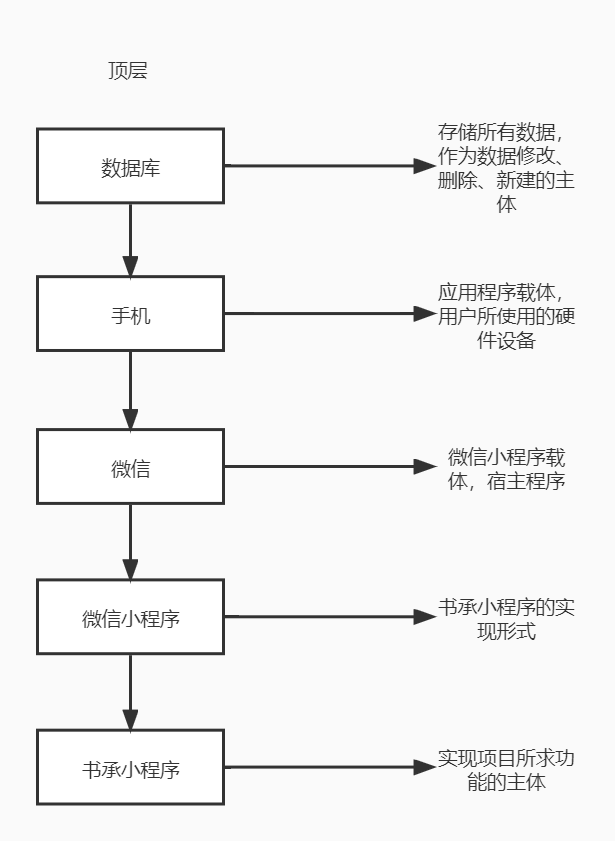 顶层
数据库
存储所有数据，
作为数据修改、
删除、新建的主
体
手机
应用程序载体，
用户所使用的硬
件设备
微信
微信小程序载
体，宿主程序
微信小程序
书承小程序的实
现形式
书承小程序
实现项目所求功
能的主体